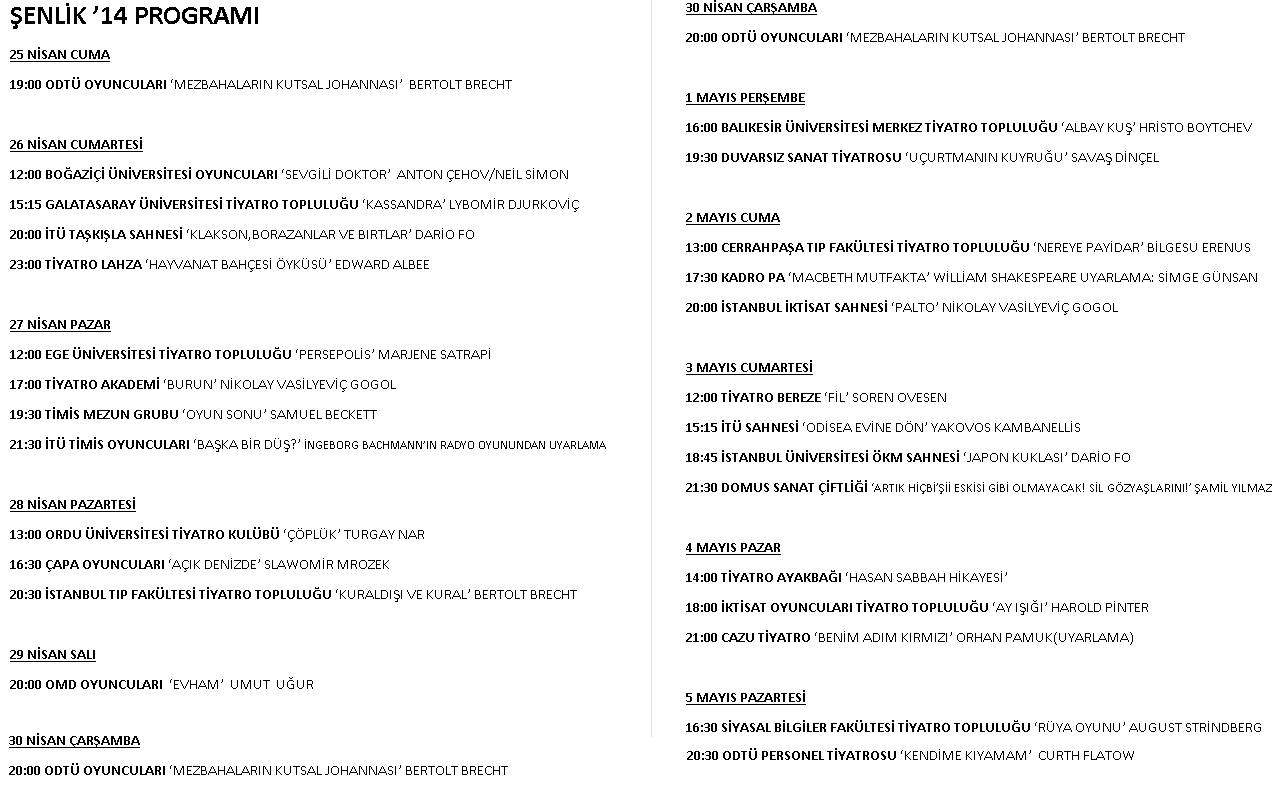 ŞENLİK ’14 PROGRAMI
25 NİSAN CUMA
19:00 ODTÜ OYUNCULARI ‘MEZBAHALARIN KUTSAL JOHANNASI’ BERTOLT BRECHT
26 NİSAN CUMARTESİ
12:00 BOĞAZİÇİ ÜNİVERSİTESİ OYUNCULARI ‘SEVGİLİ DOKTOR’ ANTON ÇEHOV/NEİL SİMON
15:15 GALATASARAY ÜNİVERSİTESİ TİYATRO TOPLULUĞU ‘KASSANDRA’ LYBOMİR DJURKOVİÇ
20:00 İTÜ TAŞKIŞLA SAHNESİ ‘KLAKSON,BORAZANLAR VE BIRTLAR’ DARİO FO
23:00 TİYATRO LAHZA ‘HAYVANAT BAHÇESİ ÖYKÜSÜ’ EDWARD ALBEE
27 NİSAN PAZAR
12:00 EGE ÜNİVERSİTESİ TİYATRO TOPLULUĞU ‘PERSEPOLİS’ MARJENE SATRAPİ
17:00 TİYATRO AKADEMİ ‘BURUN’ NİKOLAY VASİLYEVİÇ GOGOL
19:30 TİMİS MEZUN GRUBU ‘OYUN SONU’ SAMUEL BECKETT
21:30 İTÜ TİMİS OYUNCULARI ‘BAŞKA BİR DÜŞ?’ İNGEBORG BACHMANN’IN RADYO OYUNUNDAN UYARLAMA
28 NİSAN PAZARTESİ
13:00 ORDU ÜNİVERSİTESİ TİYATRO KULÜBÜ ‘ÇÖPLÜK’ TURGAY NAR
16:30 ÇAPA OYUNCULARI ‘AÇIK DENİZDE’ SLAWOMİR MROZEK
20:30 İSTANBUL TIP FAKÜLTESİ TİYATRO TOPLULUĞU ‘KURALDIŞI VE KURAL’ BERTOLT BRECHT
29 NİSAN SALI
20:00 OMD OYUNCULARI ‘EVHAM’ UMUT UĞUR
30 NİSAN ÇARŞAMBA
20:00 ODTÜ OYUNCULARI ‘MEZBAHALARIN KUTSAL JOHANNASI’ BERTOLT BRECHT
30 NİSAN ÇARŞAMBA
20:00 ODTÜ OYUNCULARI ‘MEZBAHALARIN KUTSAL JOHANNASI’ BERTOLT BRECHT
1 MAYIS PERŞEMBE
16:00 BALIKESİR ÜNİVERSİTESİ MERKEZ TİYATRO TOPLULUĞU ‘ALBAY KUŞ’ HRİSTO BOYTCHEV
19:30 DUVARSIZ SANAT TİYATROSU ‘UÇURTMANIN KUYRUĞU’ SAVAŞ DİNÇEL
2 MAYIS CUMA
13:00 CERRAHPAŞA TIP FAKÜLTESİ TİYATRO TOPLULUĞU ‘NEREYE PAYİDAR’ BİLGESU ERENUS
17:30 KADRO PA ‘MACBETH MUTFAKTA’ WİLLİAM SHAKESPEARE UYARLAMA: SİMGE GÜNSAN
20:00 İSTANBUL İKTİSAT SAHNESİ ‘PALTO’ NİKOLAY VASİLYEVİÇ GOGOL
3 MAYIS CUMARTESİ
12:00 TİYATRO BEREZE ‘FİL’ SOREN OVESEN
15:15 İTÜ SAHNESİ ‘ODİSEA EVİNE DÖN’ YAKOVOS KAMBANELLİS
18:45 İSTANBUL ÜNİVERSİTESİ ÖKM SAHNESİ ‘JAPON KUKLASI’ DARİO FO
21:30 DOMUS SANAT ÇİFTLİĞİ ‘ARTIK HİÇBİ’Şİİ ESKİSİ GİBİ OLMAYACAK! SİL GÖZYAŞLARINI!’ ŞAMİL YILMAZ
4 MAYIS PAZAR
14:00 TİYATRO AYAKBAĞI ‘HASAN SABBAH HİKAYESİ’
18:00 İKTİSAT OYUNCULARI TİYATRO TOPLULUĞU ‘AY IŞIĞI’ HAROLD PİNTER
21:00 CAZU TİYATRO ‘BENİM ADIM KIRMIZI’ ORHAN PAMUK(UYARLAMA)
5 MAYIS PAZARTESİ
16:30 SİYASAL BİLGİLER FAKÜLTESİ TİYATRO TOPLULUĞU ‘RÜYA OYUNU’ AUGUST STRİNDBERG
20:30 ODTÜ PERSONEL TİYATROSU ‘KENDİME KIYAMAM’ CURTH FLATOW